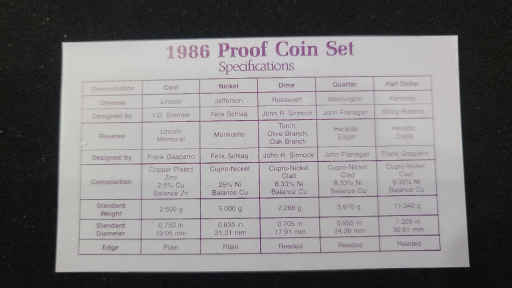 1986 Proof Coin Set
Specifications
Denomination Cent Nickel Dime Quarter Half Dollar
Obverse Lincoln Jefferson Roosevelt Washington Kennedy
Designed by V.D. Brenner Felix Schlag John R. Sinnock John Flanagan Gilroy Roberts
Reverse Lincoln Memorial Monticello Torch, Olive Branch, Oak Branch Heraldic Eagle Heraldic Eagle
Designed by Frank Gasparro Felix Schlag John R. Sinnock John Flanagan Frank Gasparro
Composition Copper Plated Zinc 2.5% Cu Balance Zn Cupro-Nickel 25% Ni Balance Cu Cupro-Nickel Clad 8.33% Ni Balance Cu Cupro-Nickel Clad 8.33% Ni Balance Cu Cupro-Nickel Clad Balance Cu
Standard Weight 2.500 g 5.000 g 2.268 g 5.670 g 11.340 g
Standard Diameter 0.750 in 19.05 mm 0.835 in 21.21 mm 0.705 in 17.91 mm 0.955 in 24.26 mm 30.61 mm
Edge Plain Plain Reeded Reeded Reeded